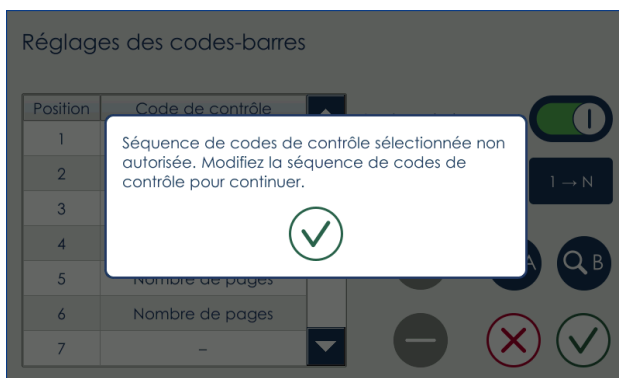 Réglages des codes-barres
Position Code de contrôle
1
Séquence de codes de contrôle sélectionnée non
autorisée. Modifiez la séquence de codes de
contrôle pour continuer.
2
1 → N
3
4
A
B
5 Nombre de pages
6 Nombre de pages
7 –